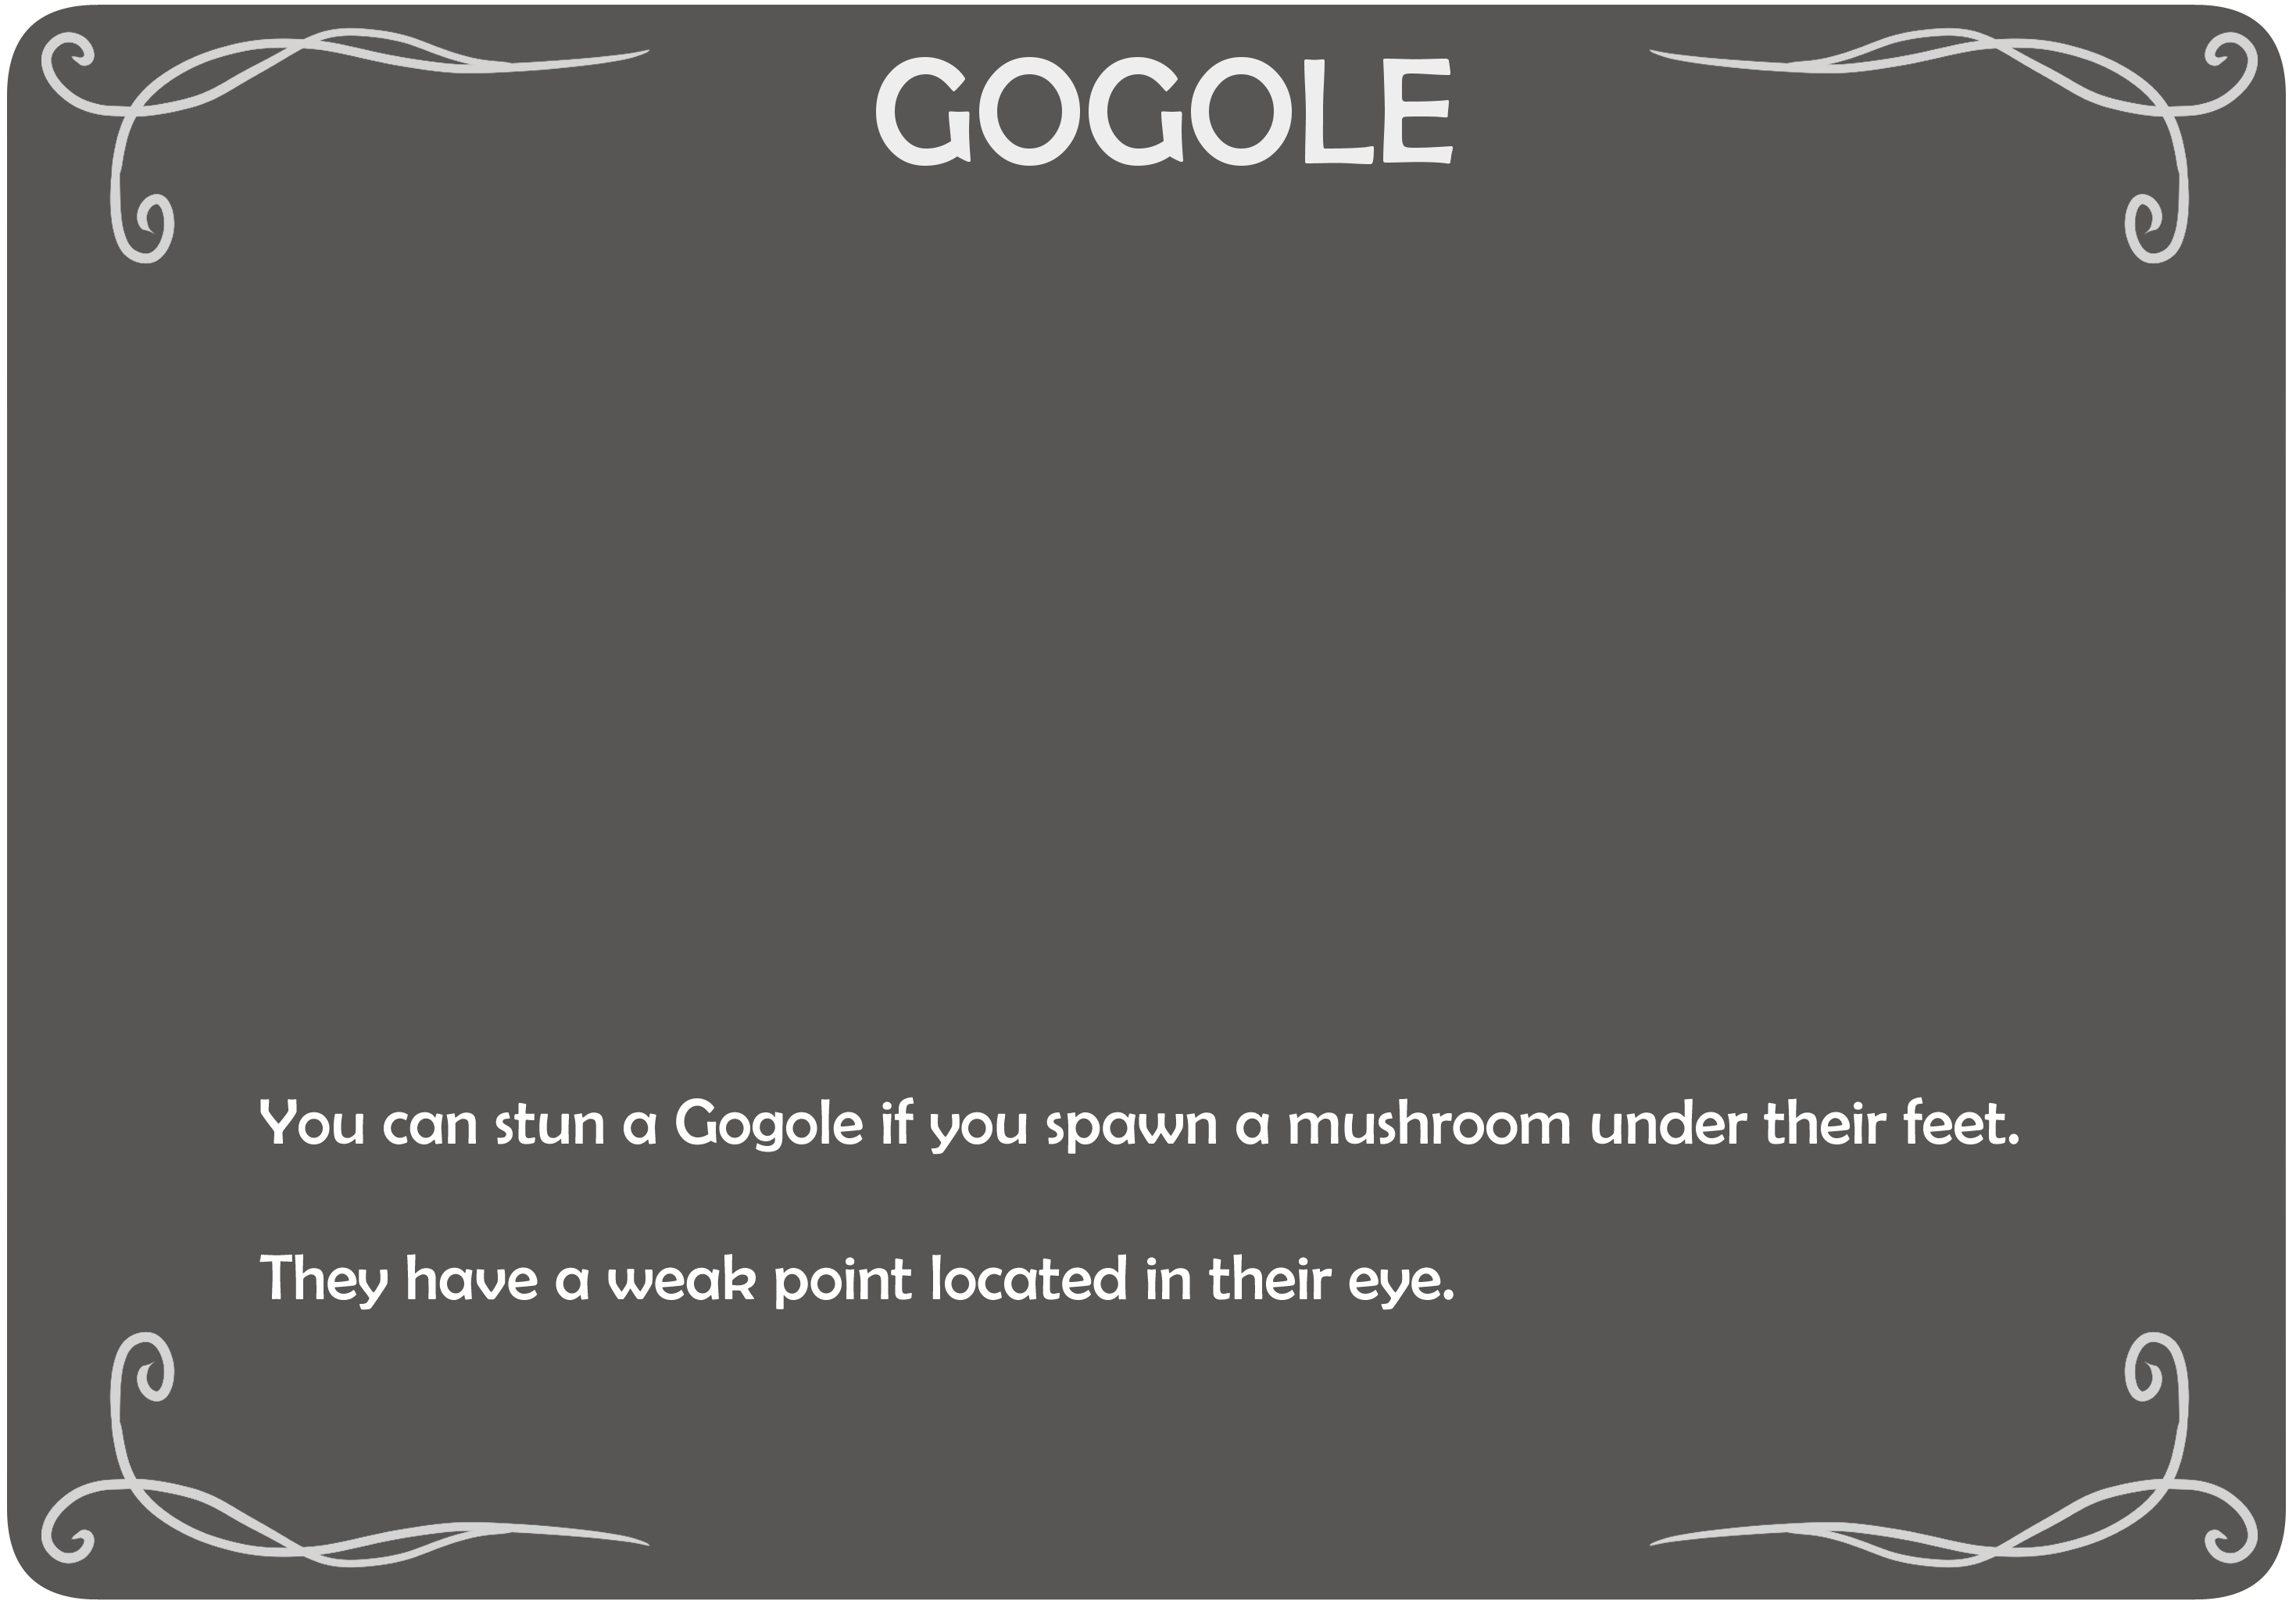 GOGOLE
You can stun a Gogole if you spawn a mushroom under their feet.
They have a weak point located in their eye.